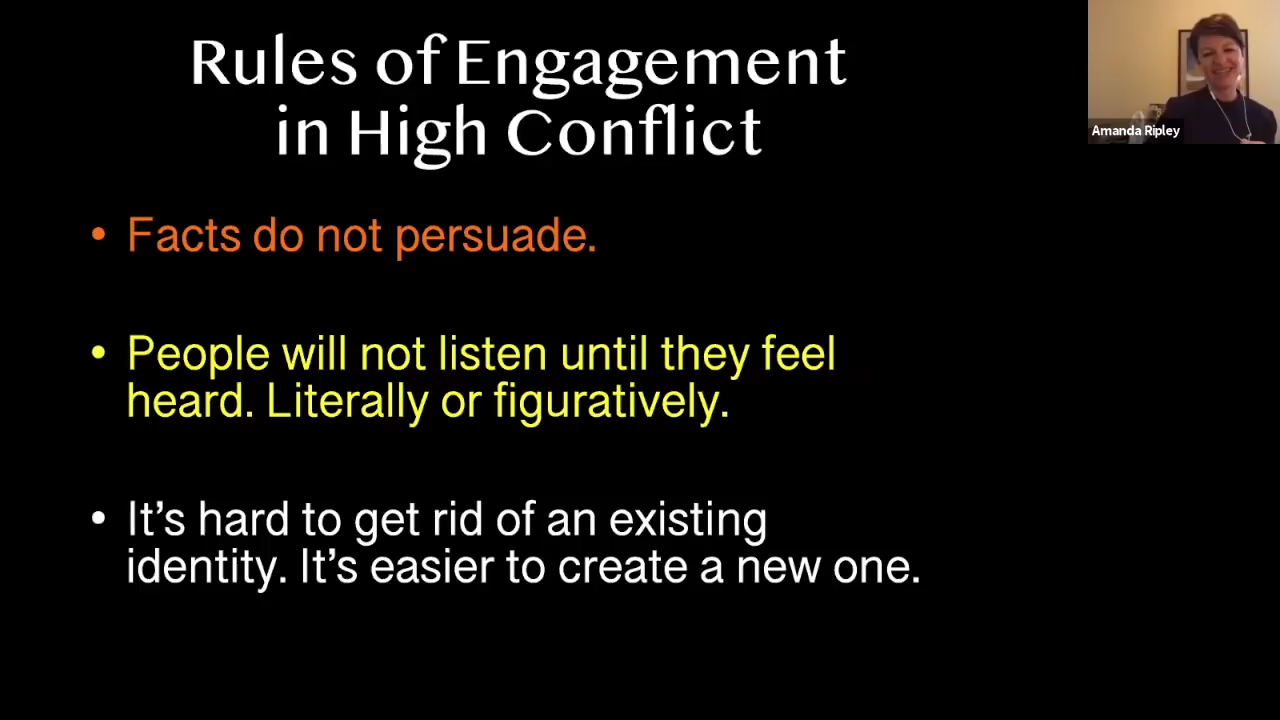 Rules of Engagement
in High Conflict
Amanda Ripley
• Facts do not persuade.
• People will not listen until they feel
heard. Literally or figuratively.
• It’s hard to get rid of an existing
identity. It’s easier to create a new one.